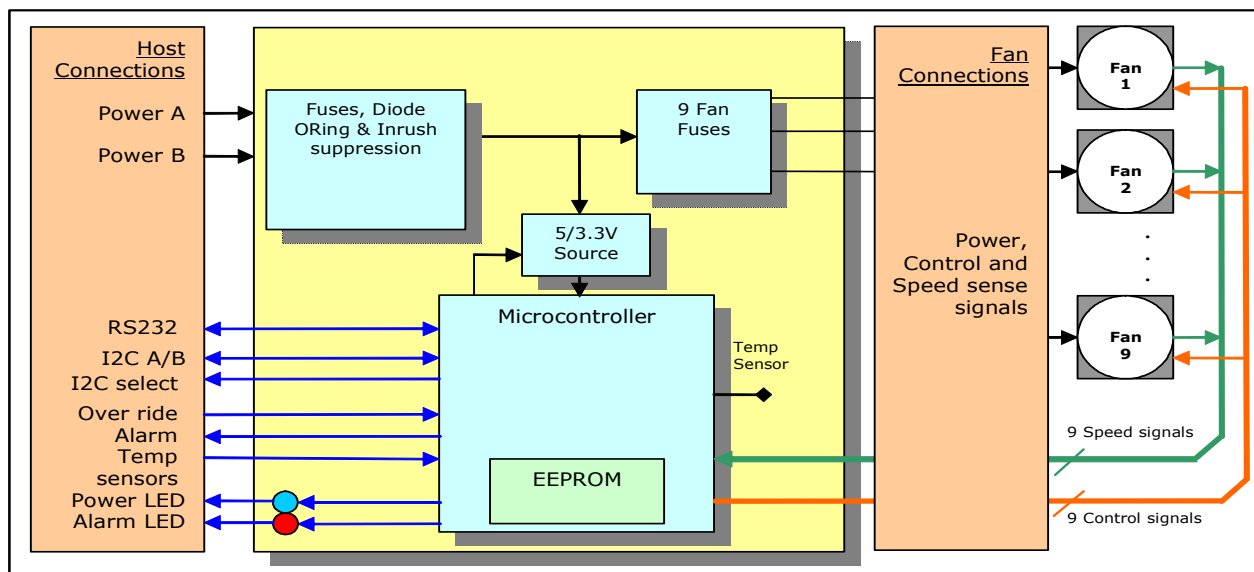 Host
Connections
Power A
Power B
RS232
I2C A/B
I2C select
Over ride
Alarm
Temp
sensors
Power LED
Alarm LED
Fuses, Diode
ORing & Inrush
suppression
9 Fan
Fuses
5/3.3V
Source
Microcontroller
EEPROM
Temp
Sensor
Fan
Connections
Power,
Control and
Speed sense
signals
Fan
1
Fan
2
Fan
9
9 Speed signals
9 Control signals